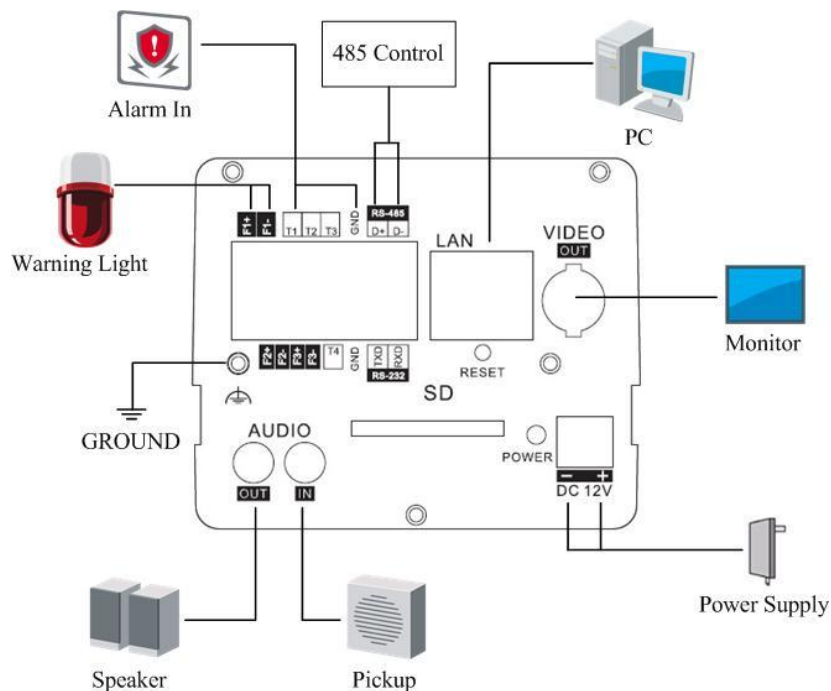 485 Control
Alarm In
PC
Warning Light
F1+ F1- T1 T2 T3 GND RS-485
D+ D-
LAN
VIDEO
OUT
Monitor
F2+ F2- F3+ F3- T4 GND TXD RXD
RS-232
RESET
SD
GROUND
AUDIO
OUT IN
POWER
- +
DC 12V
Power Supply
Speaker
Pickup